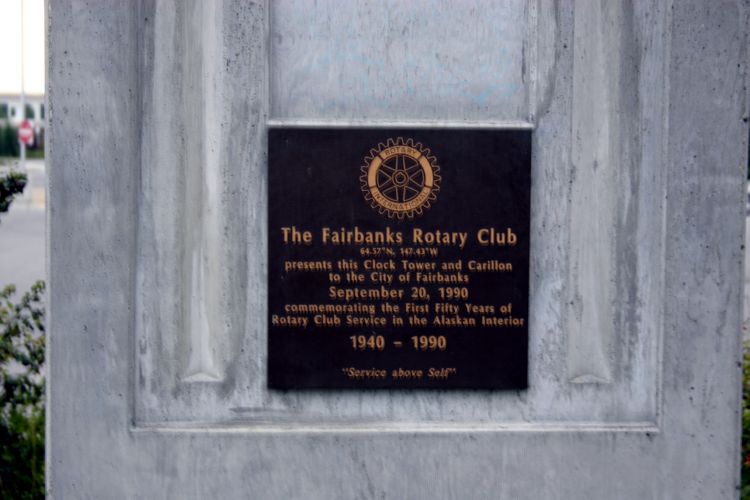 ROTARY
INTERNATIONAL
The Fairbanks Rotary Club
64.57°N, 147.43°W
presents this Clock Tower and Carillon
to the City of Fairbanks
September 20, 1990
commemorating the First Fifty Years of
Rotary Club Service in the Alaskan Interior
1940 – 1990
"Service above Self"